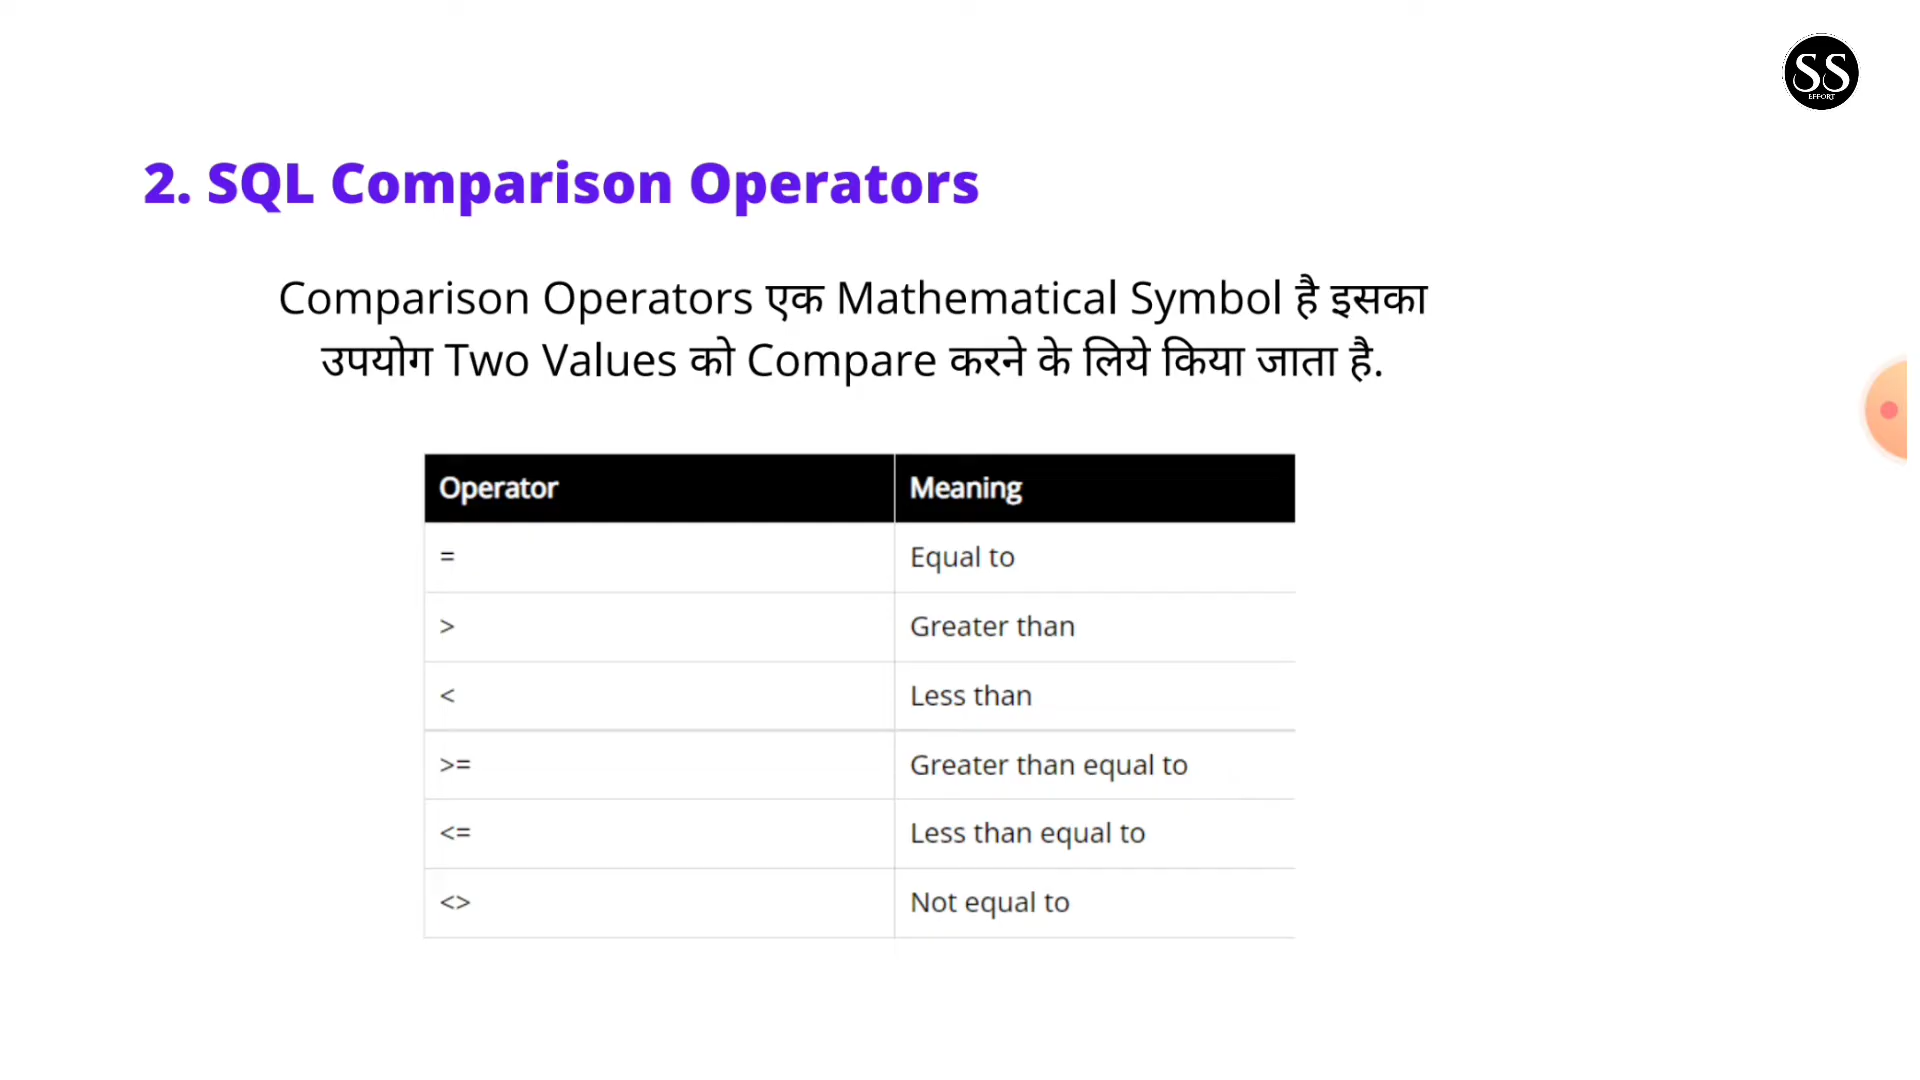 SS
EFFORT
2. SQL Comparison Operators
Comparison Operators एक Mathematical Symbol है इसका
उपयोग Two Values को Compare करने के लिये किया जाता है.
Operator Meaning
= Equal to
> Greater than
< Less than
>= Greater than equal to
<= Less than equal to
<> Not equal to